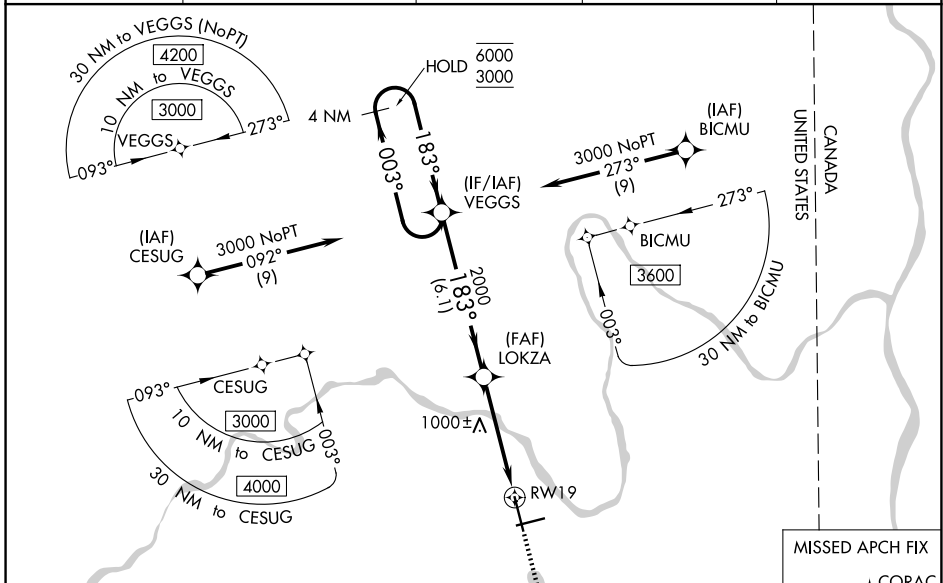 30 NM to VEGGS (NoPT)
4200
10 NM to VEGGS
3000
VEGGS
093°
273°
HOLD
6000
3000
4 NM
183°
003°
(IF/IAF)
VEGGS
(IAF)
BICMU
3000 NoPT
273°
(9)
CANADA
UNITED STATES
(IAF)
CESUG
3000 NoPT
092°
(9)
273°
BICMU
3600
003°
30 NM to BICMU
2000
183°
(6.1)
(FAF)
LOKZA
093°
CESUG
3000
10 NM to CESUG
003°
4000
30 NM to CESUG
1000±
RW19
MISSED APCH FIX
COPAC